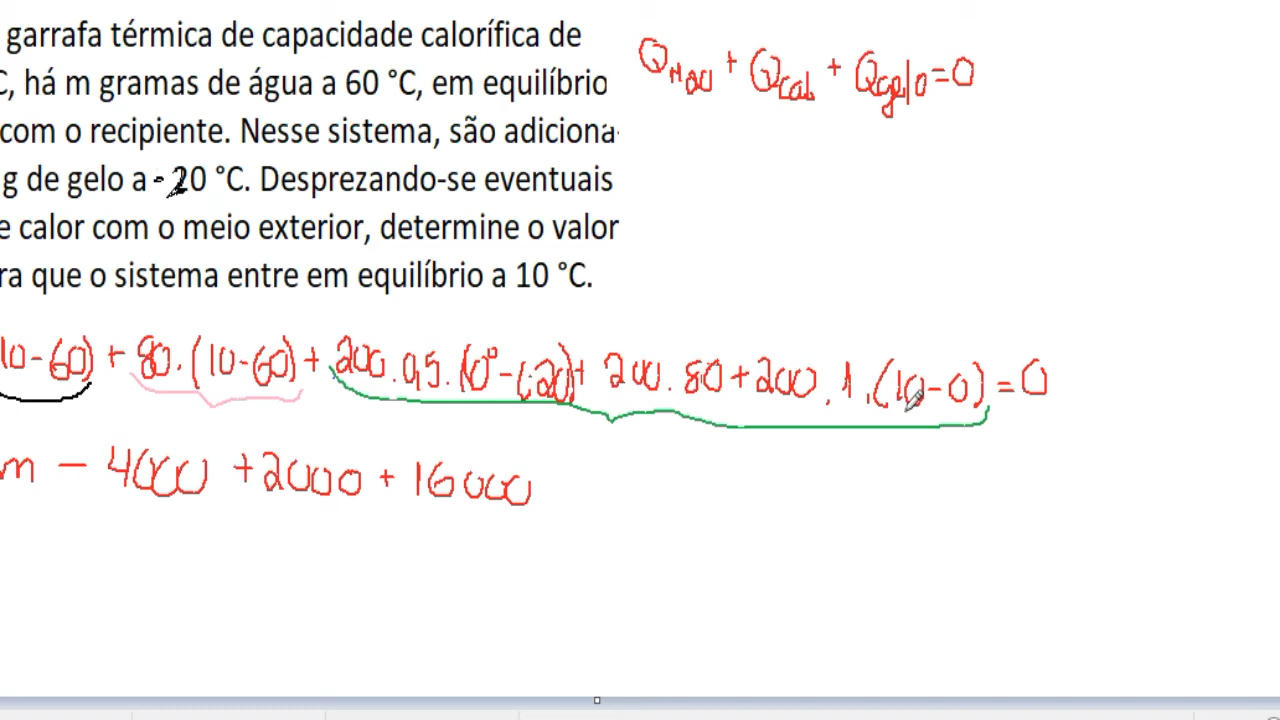 garrafa térmica de capacidade calorífica de
C, há m gramas de água a 60 °C, em equilíbrio
com o recipiente. Nesse sistema, são adiciona-
g de gelo a -20 °C. Desprezando-se eventuais
e calor com o meio exterior, determine o valor
ra que o sistema entre em equilíbrio a 10 °C.
Q_H2O + Q_cal + Q_gelo = 0
10-60) + 80.(10-60) + 200.0,5.(0°-(-20)) + 200.80 + 200.1.(10-0) = 0
m - 4000 + 2000 + 16000